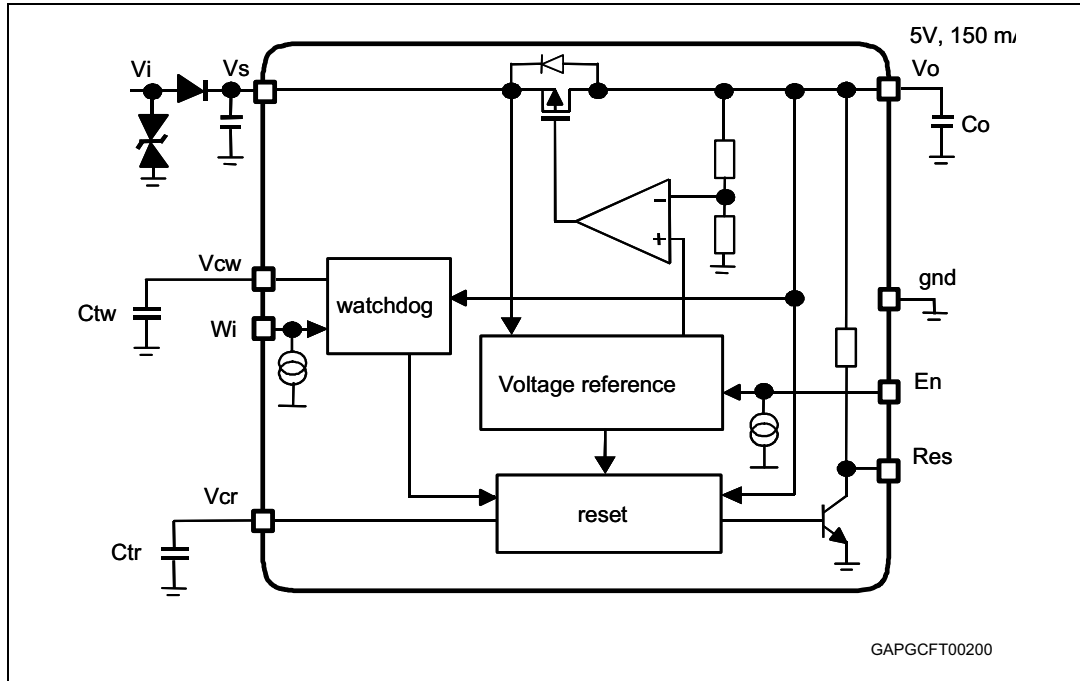 5V, 150 m
Vi
Vs
Vo
Co
Vcw
gnd
Ctw
watchdog
Wi
Voltage reference
En
Res
Vcr
reset
Ctr
GAPGCFT00200